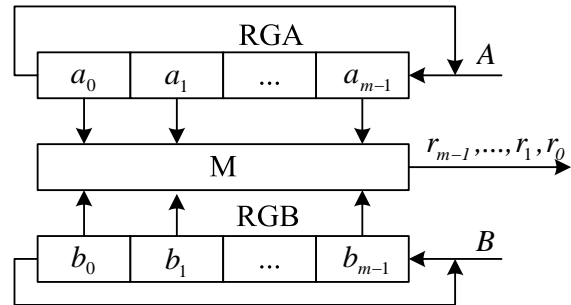 RGA
a₀ a₁ ... aₘ₋₁ A
M rₘ₋₁,...,r₁,r₀
RGB
b₀ b₁ ... bₘ₋₁ B